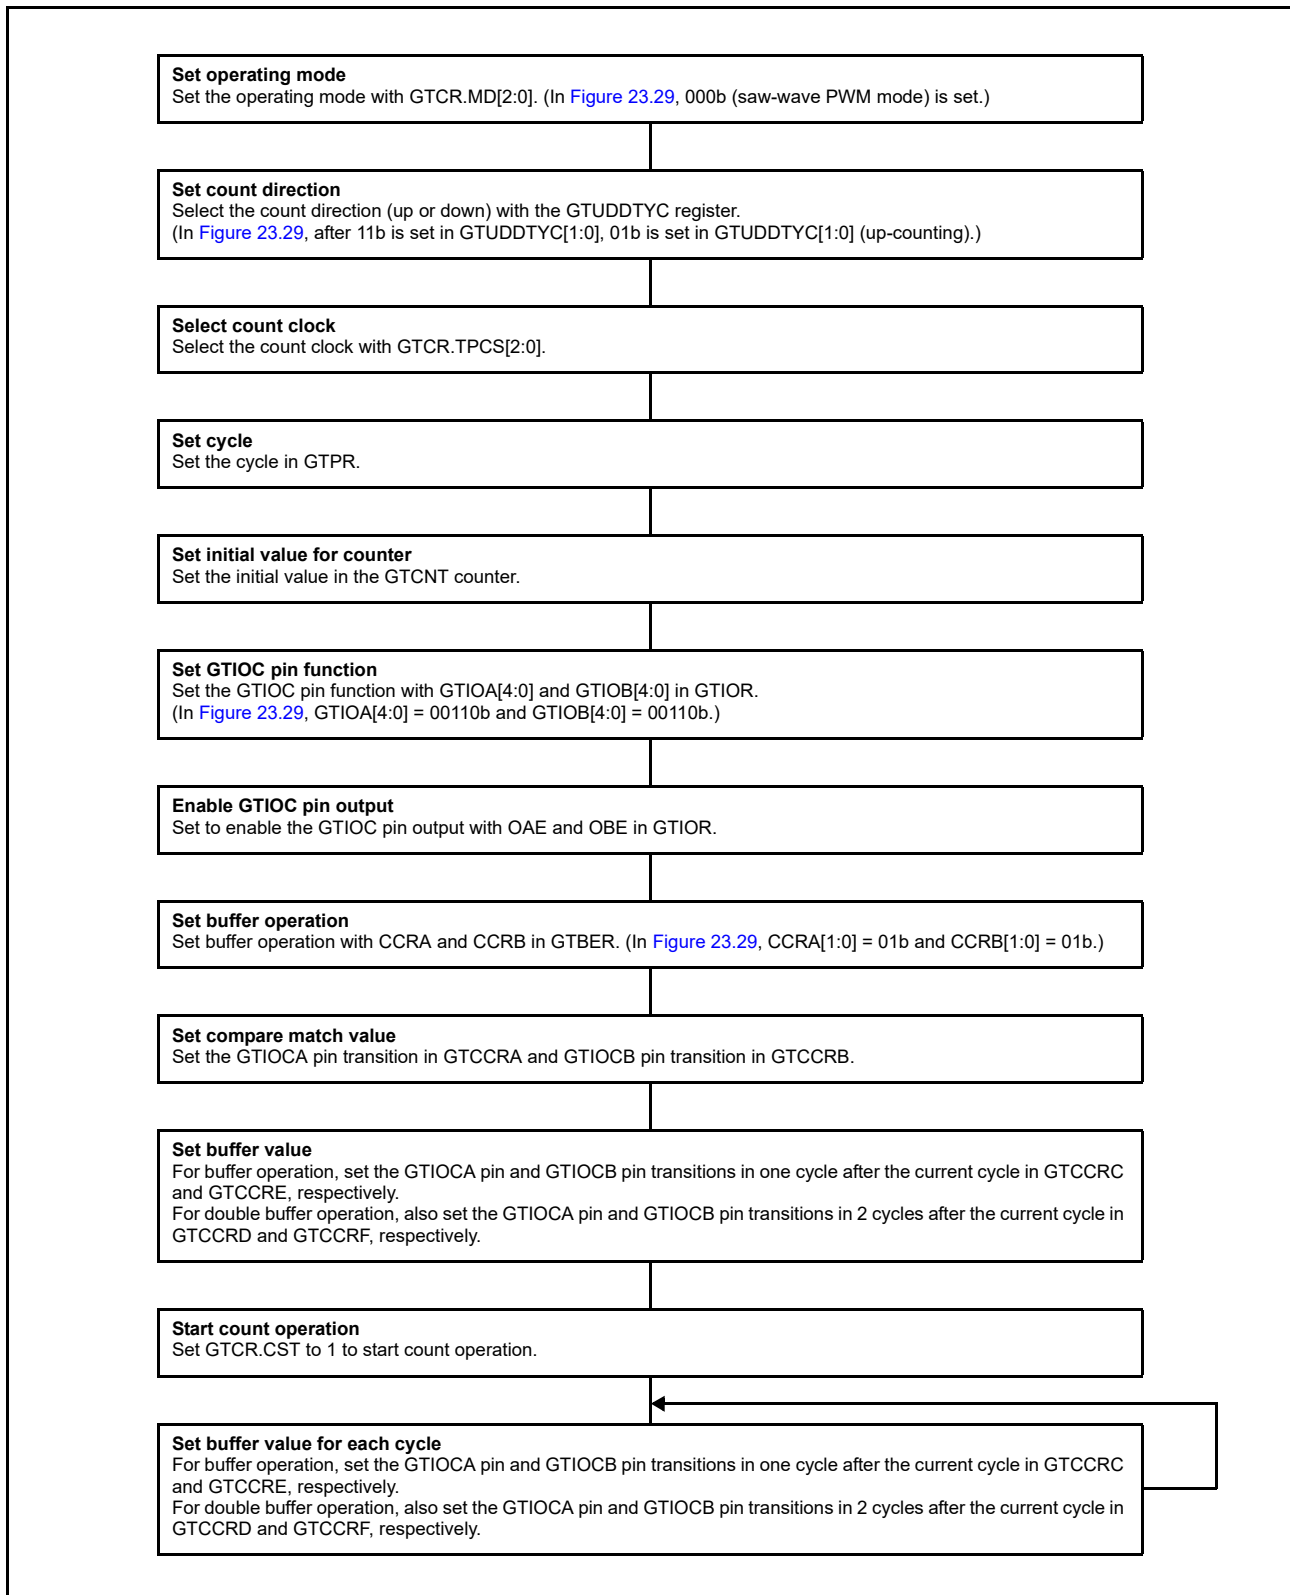 Set operating mode
Set the operating mode with GTCR.MD[2:0]. (In Figure 23.29, 000b (saw-wave PWM mode) is set.)
Set count direction
Select the count direction (up or down) with the GTUDDTYC register.
(In Figure 23.29, after 11b is set in GTUDDTYC[1:0], 01b is set in GTUDDTYC[1:0] (up-counting).)
Select count clock
Select the count clock with GTCR.TPCS[2:0].
Set cycle
Set the cycle in GTPR.
Set initial value for counter
Set the initial value in the GTCNT counter.
Set GTIOC pin function
Set the GTIOC pin function with GTIOA[4:0] and GTIOB[4:0] in GTIOR.
(In Figure 23.29, GTIOA[4:0] = 00110b and GTIOB[4:0] = 00110b.)
Enable GTIOC pin output
Set to enable the GTIOC pin output with OAE and OBE in GTIOR.
Set buffer operation
Set buffer operation with CCRA and CCRB in GTBER. (In Figure 23.29, CCRA[1:0] = 01b and CCRB[1:0] = 01b.)
Set compare match value
Set the GTIOCA pin transition in GTCCRA and GTIOCB pin transition in GTCCRB.
Set buffer value
For buffer operation, set the GTIOCA pin and GTIOCB pin transitions in one cycle after the current cycle in GTCCRC
and GTCCRE, respectively.
For double buffer operation, also set the GTIOCA pin and GTIOCB pin transitions in 2 cycles after the current cycle in
GTCCRD and GTCCRF, respectively.
Start count operation
Set GTCR.CST to 1 to start count operation.
Set buffer value for each cycle
For buffer operation, set the GTIOCA pin and GTIOCB pin transitions in one cycle after the current cycle in GTCCRC
and GTCCRE, respectively.
For double buffer operation, also set the GTIOCA pin and GTIOCB pin transitions in 2 cycles after the current cycle in
GTCCRD and GTCCRF, respectively.